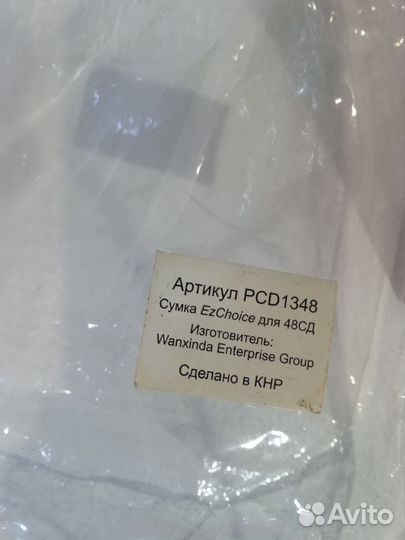 Артикул PCD1348
Сумка EzChoice для 48СД
Изготовитель:
Wanxinda Enterprise Group
Сделано в КНР
Avito